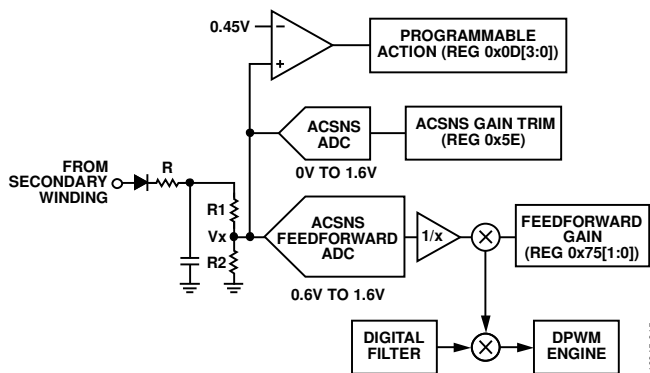 0.45V
−
+
PROGRAMMABLE
ACTION (REG 0x0D[3:0])
ACSNS
ADC
0V TO 1.6V
ACSNS GAIN TRIM
(REG 0x5E)
FROM
SECONDARY
WINDING
R
R1
Vx
R2
ACSNS
FEEDFORWARD
ADC
0.6V TO 1.6V
1/x
×
FEEDFORWARD
GAIN
(REG 0x75[1:0])
DIGITAL
FILTER
×
DPWM
ENGINE